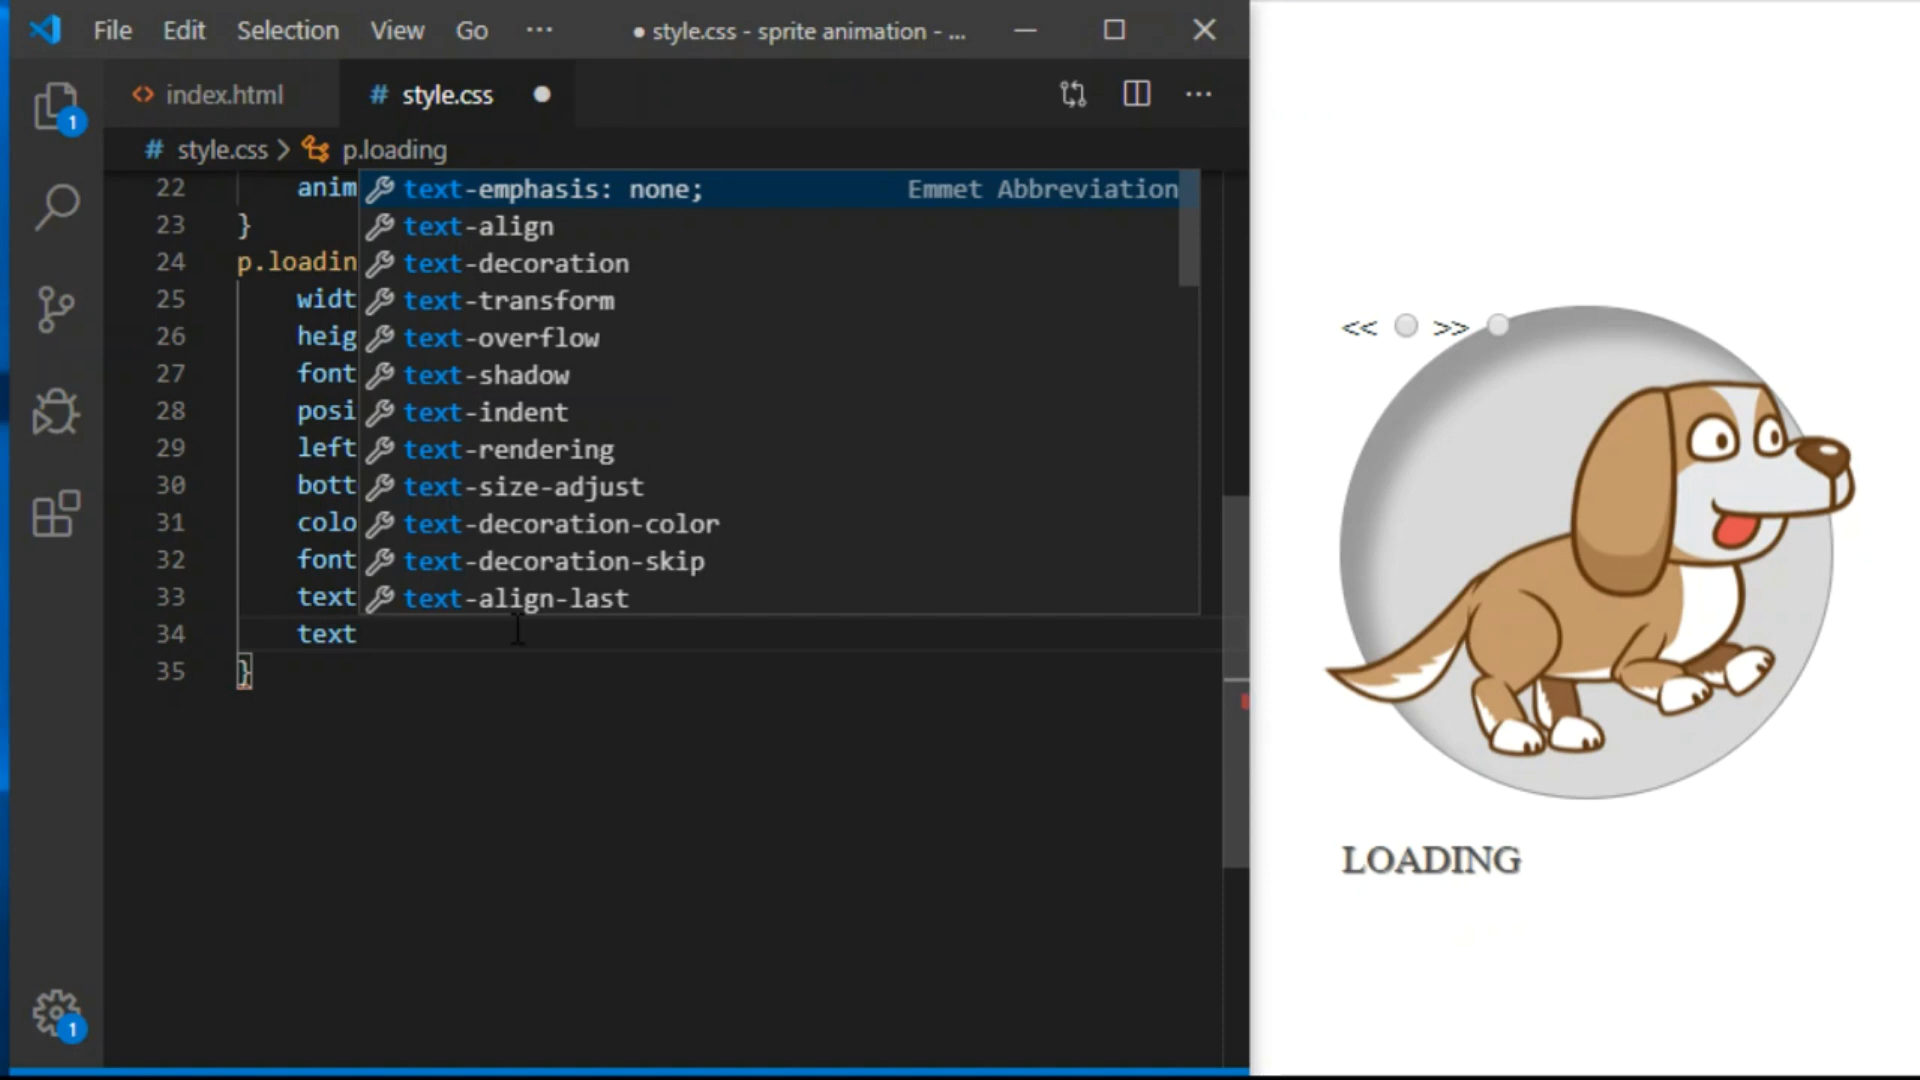 File Edit Selection View Go ··· ● style.css - sprite animation - ...
index.html # style.css ●
# style.css > p.loading
22 anim
text-emphasis: none; Emmet Abbreviation
23 }
text-align
24 p.loadin
text-decoration
25 widt
text-transform
26 heig
text-overflow
27 font
text-shadow
28 posi
text-indent
29 left
text-rendering
30 bott
text-size-adjust
31 colo
text-decoration-color
32 font
text-decoration-skip
33 text
text-align-last
34 text
35 }
1
1
<< >>
LOADING